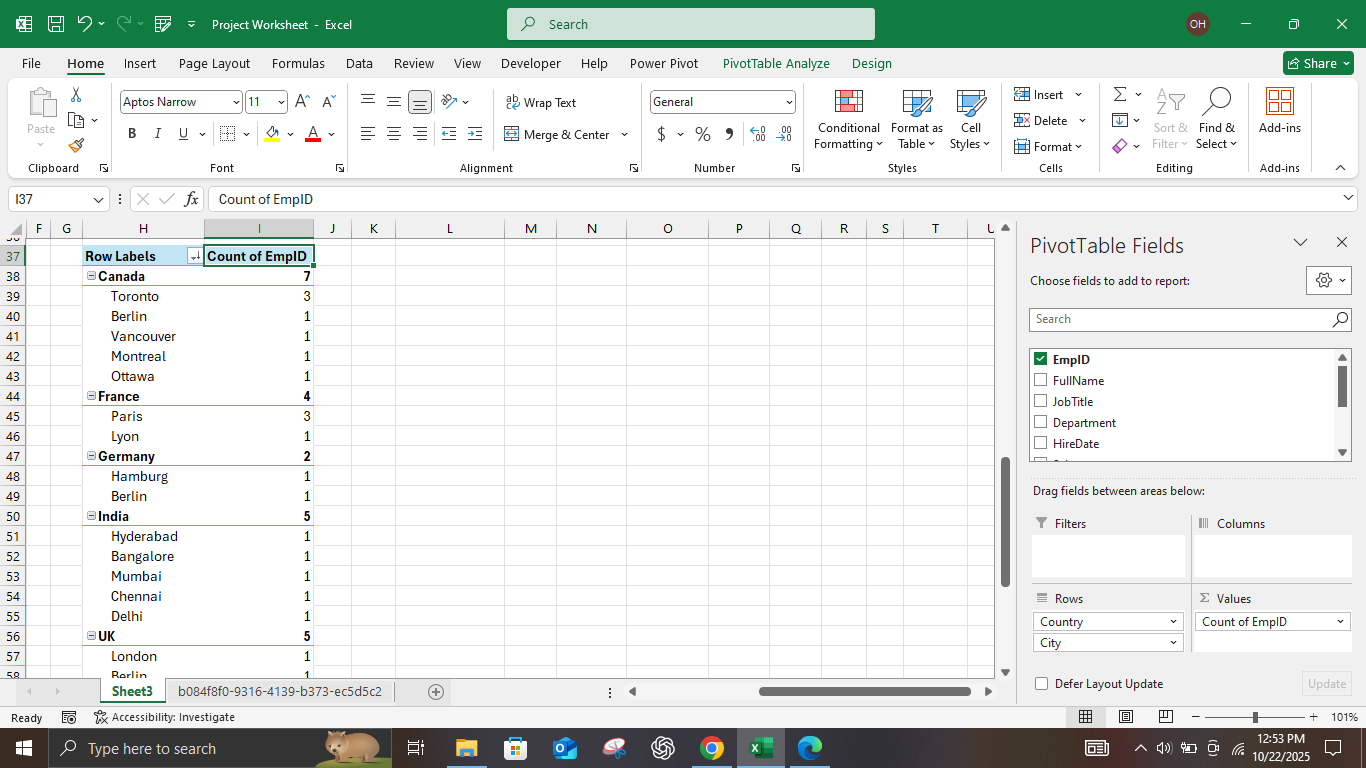 Project Worksheet - Excel
Search
OH
File Home Insert Page Layout Formulas Data Review View Developer Help Power Pivot PivotTable Analyze Design Share
Paste
Clipboard
Aptos Narrow 11 A A
B I U A
Font
ab Wrap Text
Merge & Center
Alignment
General
$ % 9 .00 .00
Number
Conditional Formatting
Format as Table
Cell Styles
Styles
Insert
Delete
Format
Cells
Σ
Sort & Filter
Find & Select
Editing
Add-ins
Add-ins
I37 fx Count of EmpID
F G H I J K L M N O P Q R S T U
37 Row Labels Count of EmpID
38 Canada 7
39 Toronto 3
40 Berlin 1
41 Vancouver 1
42 Montreal 1
43 Ottawa 1
44 France 4
45 Paris 3
46 Lyon 1
47 Germany 2
48 Hamburg 1
49 Berlin 1
50 India 5
51 Hyderabad 1
52 Bangalore 1
53 Mumbai 1
54 Chennai 1
55 Delhi 1
56 UK 5
57 London 1
58 Berlin 1
PivotTable Fields
Choose fields to add to report:
Search
EmpID
FullName
JobTitle
Department
HireDate
Drag fields between areas below:
Filters
Columns
Rows
Σ Values
Country
Count of EmpID
City
Defer Layout Update
Update
Sheet3 b084f8f0-9316-4139-b373-ec5d5c2
Ready Accessibility: Investigate
101%
Type here to search
12:53 PM
10/22/2025